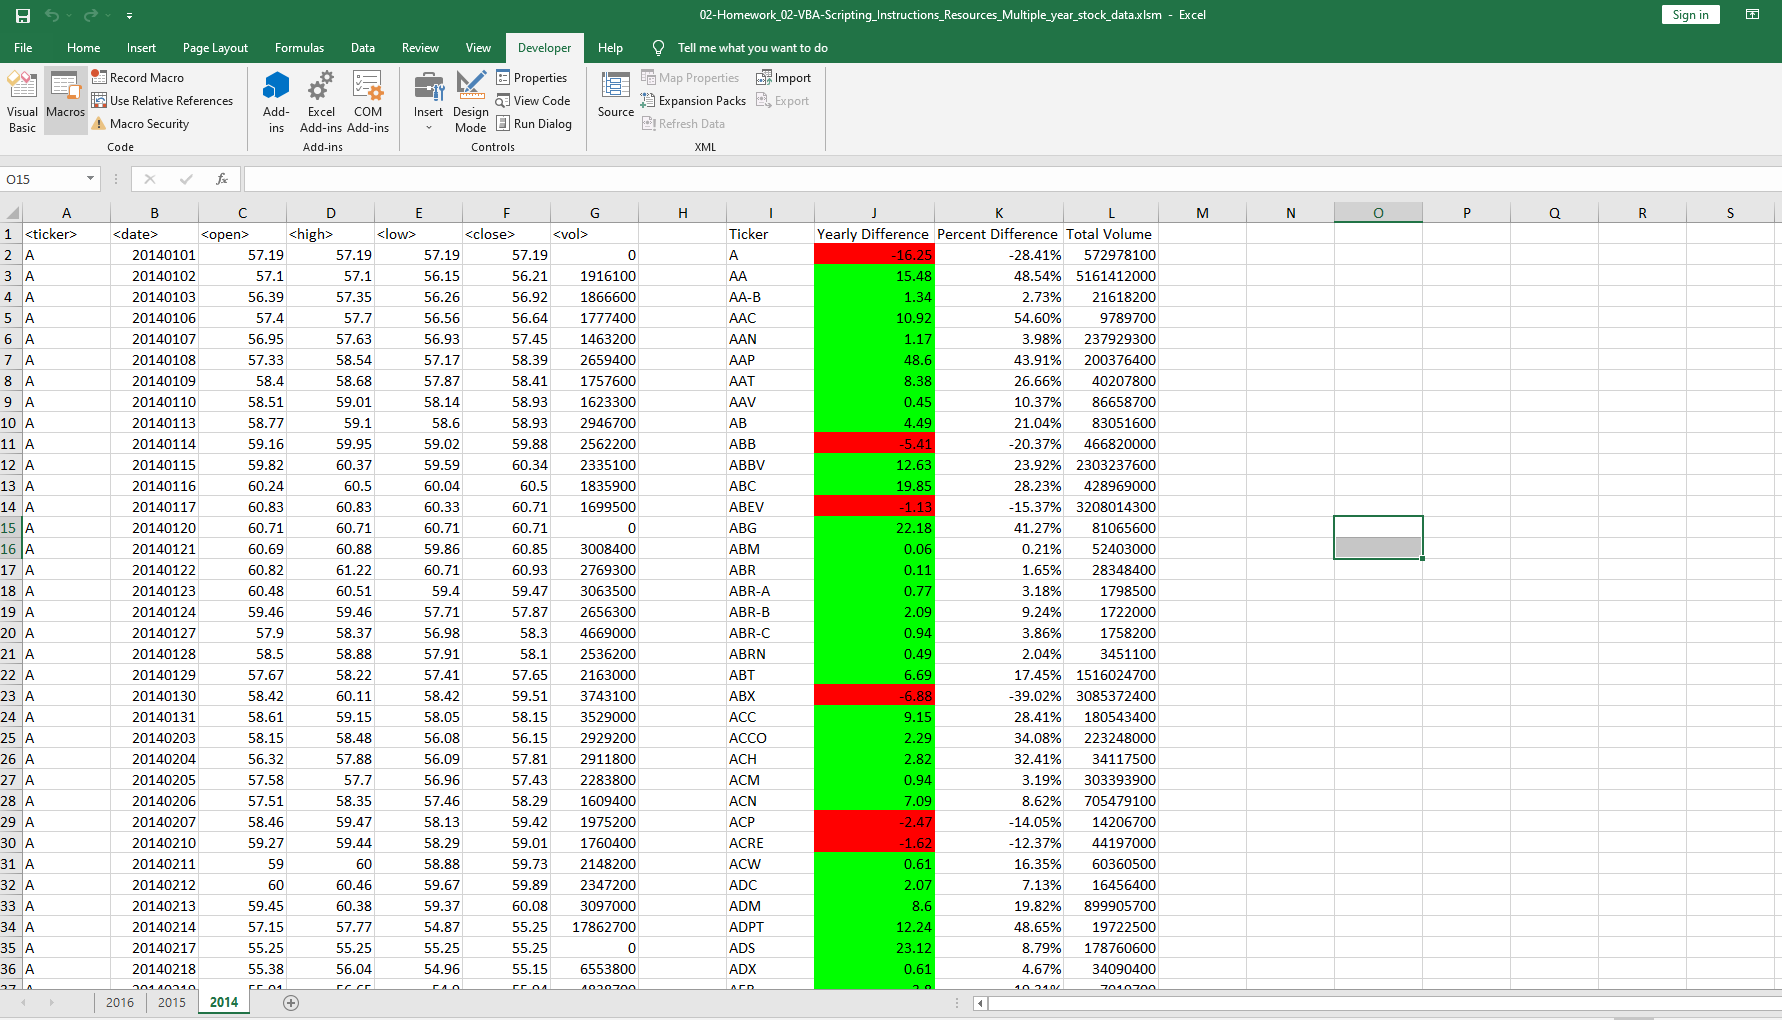 02-Homework_02-VBA-Scripting_Instructions_Resources_Multiple_year_stock_data.xlsm - Excel
Sign in
File Home Insert Page Layout Formulas Data Review View Developer Help Tell me what you want to do
Visual Basic
Macros
Record Macro
Use Relative References
Macro Security
Code
Add-ins
Excel Add-ins
COM Add-ins
Add-ins
Insert
Design Mode
Properties
View Code
Run Dialog
Controls
Source
Map Properties
Expansion Packs
Refresh Data
Import
Export
XML
O15
fx
A B C D E F G H I J K L M N O P Q R S
1 <ticker> <date> <open> <high> <low> <close> <vol> Ticker Yearly Difference Percent Difference Total Volume
2 A 20140101 57.19 57.19 57.19 57.19 0 A -16.25 -28.41% 572978100
3 A 20140102 57.1 57.1 56.15 56.21 1916100 AA 15.48 48.54% 5161412000
4 A 20140103 56.39 57.35 56.26 56.92 1866600 AA-B 1.34 2.73% 21618200
5 A 20140106 57.4 57.7 56.56 56.64 1777400 AAC 10.92 54.60% 9789700
6 A 20140107 56.95 57.63 56.93 57.45 1463200 AAN 1.17 3.98% 237929300
7 A 20140108 57.33 58.54 57.17 58.39 2659400 AAP 48.6 43.91% 200376400
8 A 20140109 58.4 58.68 57.87 58.41 1757600 AAT 8.38 26.66% 40207800
9 A 20140110 58.51 59.01 58.14 58.93 1623300 AAV 0.45 10.37% 86658700
10 A 20140113 58.77 59.1 58.6 58.93 2946700 AB 4.49 21.04% 83051600
11 A 20140114 59.16 59.95 59.02 59.88 2562200 ABB -5.41 -20.37% 466820000
12 A 20140115 59.82 60.37 59.59 60.34 2335100 ABBV 12.63 23.92% 2303237600
13 A 20140116 60.24 60.5 60.04 60.5 1835900 ABC 19.85 28.23% 428969000
14 A 20140117 60.83 60.83 60.33 60.71 1699500 ABEV -1.13 -15.37% 3208014300
15 A 20140120 60.71 60.71 60.71 60.71 0 ABG 22.18 41.27% 81065600
16 A 20140121 60.69 60.88 59.86 60.85 3008400 ABM 0.06 0.21% 52403000
17 A 20140122 60.82 61.22 60.71 60.93 2769300 ABR 0.11 1.65% 28348400
18 A 20140123 60.48 60.51 59.4 59.47 3063500 ABR-A 0.77 3.18% 1798500
19 A 20140124 59.46 59.46 57.71 57.87 2656300 ABR-B 2.09 9.24% 1722000
20 A 20140127 57.9 58.37 56.98 58.3 4669000 ABR-C 0.94 3.86% 1758200
21 A 20140128 58.5 58.88 57.91 58.1 2536200 ABRN 0.49 2.04% 3451100
22 A 20140129 57.67 58.22 57.41 57.65 2163000 ABT 6.69 17.45% 1516024700
23 A 20140130 58.42 60.11 58.42 59.51 3743100 ABX -6.88 -39.02% 3085372400
24 A 20140131 58.61 59.15 58.05 58.15 3529000 ACC 9.15 28.41% 180543400
25 A 20140203 58.15 58.48 56.08 56.15 2929200 ACCO 2.29 34.08% 223248000
26 A 20140204 56.32 57.88 56.09 57.81 2911800 ACH 2.82 32.41% 34117500
27 A 20140205 57.58 57.7 56.96 57.43 2283800 ACM 0.94 3.19% 303393900
28 A 20140206 57.51 58.35 57.46 58.29 1609400 ACN 7.09 8.62% 705479100
29 A 20140207 58.46 59.47 58.13 59.42 1975200 ACP -2.47 -14.05% 14206700
30 A 20140210 59.27 59.44 58.29 59.01 1760400 ACRE -1.62 -12.37% 44197000
31 A 20140211 59 60 58.88 59.73 2148200 ACW 0.61 16.35% 60360500
32 A 20140212 60 60.46 59.67 59.89 2347200 ADC 2.07 7.13% 16456400
33 A 20140213 59.45 60.38 59.37 60.08 3097000 ADM 8.6 19.82% 899905700
34 A 20140214 57.15 57.77 54.87 55.25 17862700 ADPT 12.24 48.65% 19722500
35 A 20140217 55.25 55.25 55.25 55.25 0 ADS 23.12 8.79% 178760600
36 A 20140218 55.38 56.04 54.96 55.15 6553800 ADX 0.61 4.67% 34090400
2016 2015 2014